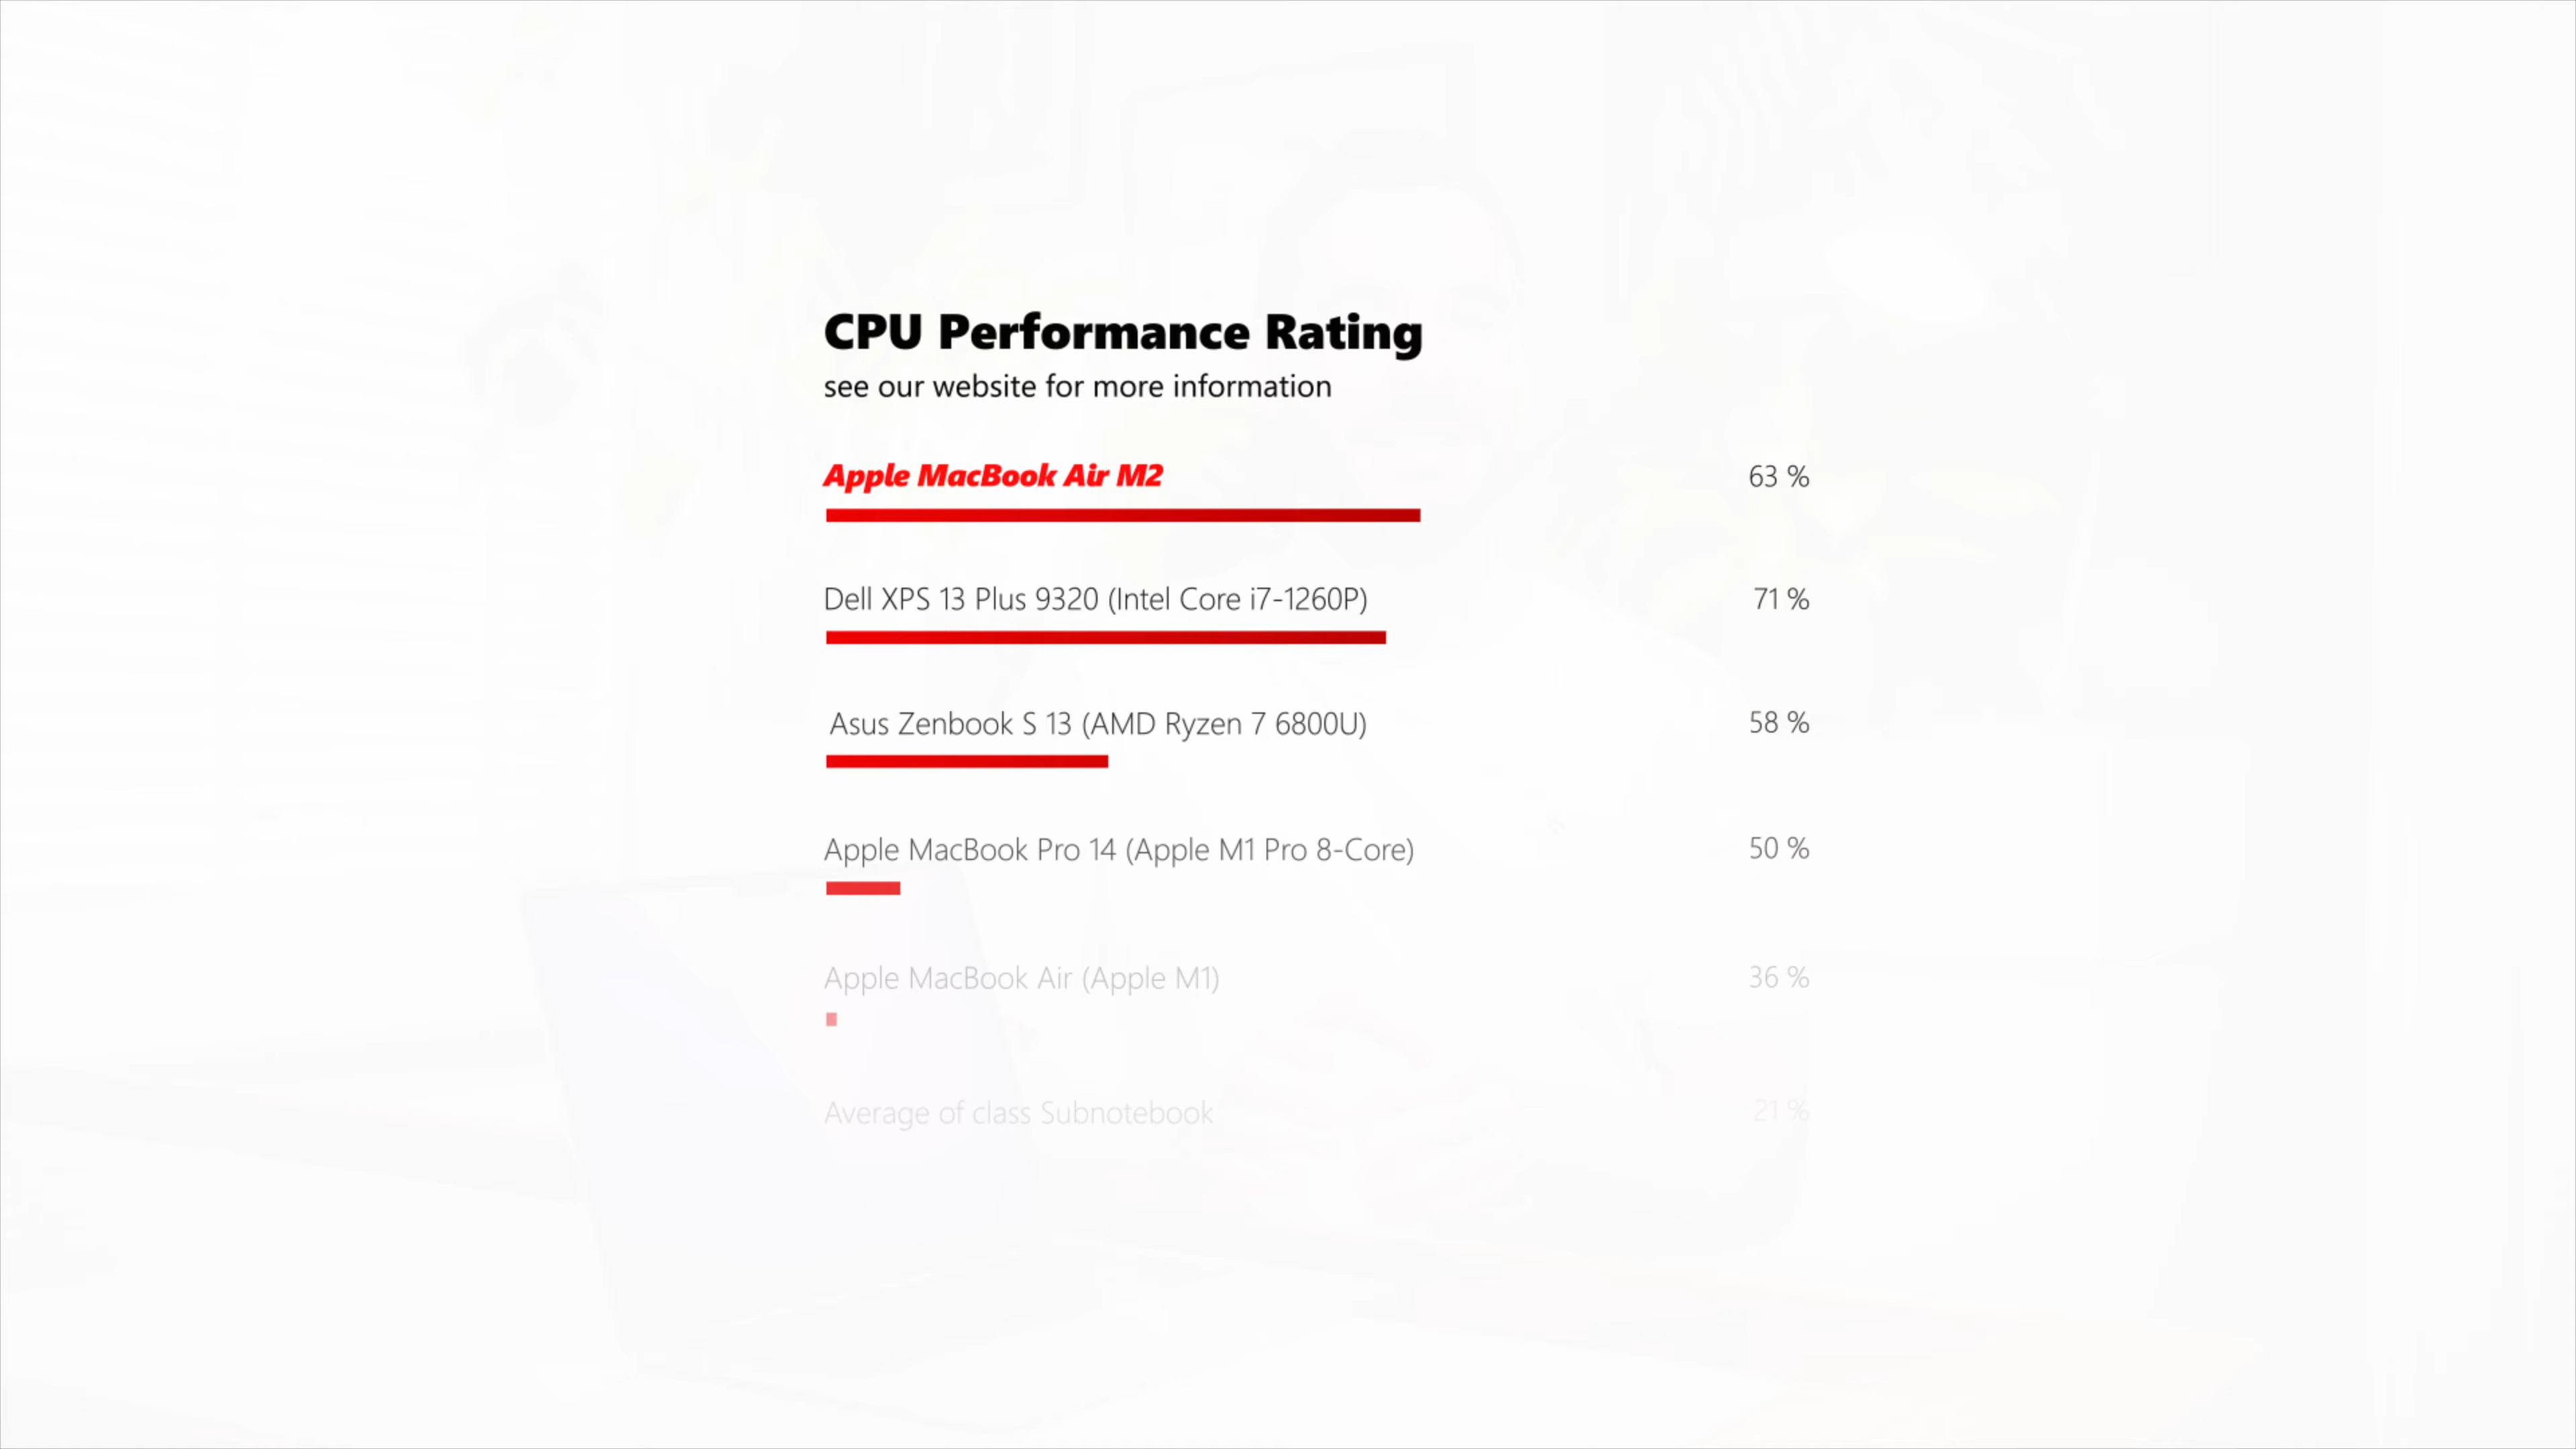 CPU Performance Rating
see our website for more information
Apple MacBook Air M2 63 %
Dell XPS 13 Plus 9320 (Intel Core i7-1260P) 71 %
Asus Zenbook S 13 (AMD Ryzen 7 6800U) 58 %
Apple MacBook Pro 14 (Apple M1 Pro 8-Core) 50 %
Apple MacBook Air (Apple M1) 36 %
Average of class Subnotebook 21 %